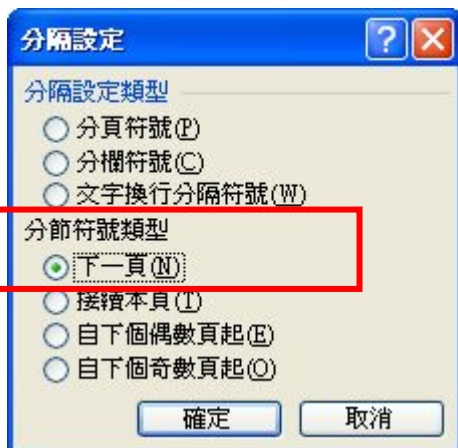 分隔設定
分隔設定類型
分頁符號(P)
分欄符號(C)
文字換行分隔符號(W)
分節符號類型
下一頁(N)
接續本頁(T)
自下個偶數頁起(E)
自下個奇數頁起(O)
確定 取消